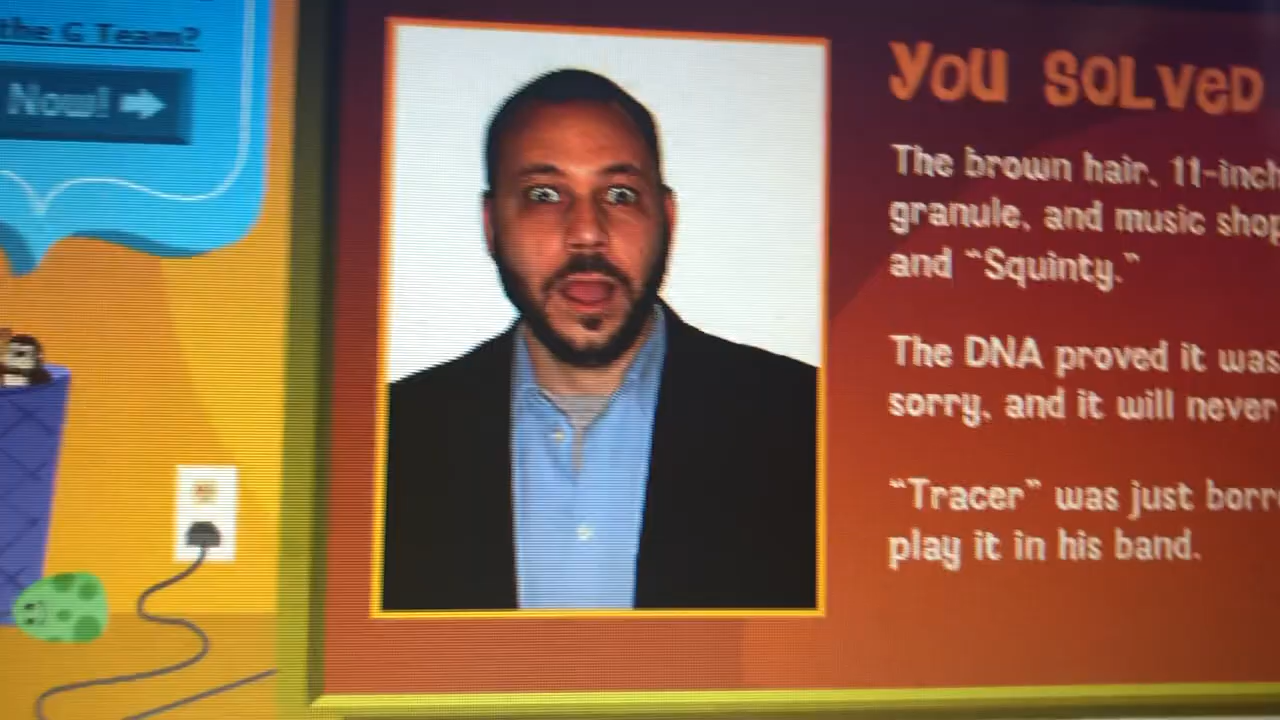 the G Team?
Now!
You Solved
The brown hair, 11-inch
granule, and music shop
and “Squinty.”
The DNA proved it was
sorry, and it will never
“Tracer” was just borr
play it in his band.